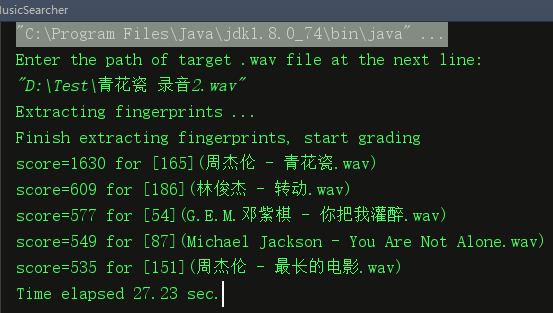 MusicSearcher
"C:\Program Files\Java\jdk1.8.0_74\bin\java" ...
Enter the path of target .wav file at the next line:
"D:\Test\青花瓷 录音2.wav"
Extracting fingerprints ...
Finish extracting fingerprints, start grading
score=1630 for [165](周杰伦 - 青花瓷.wav)
score=609 for [186](林俊杰 - 转动.wav)
score=577 for [54](G.E.M.邓紫棋 - 你把我灌醉.wav)
score=549 for [87](Michael Jackson - You Are Not Alone.wav)
score=535 for [151](周杰伦 - 最长的电影.wav)
Time elapsed 27.23 sec.